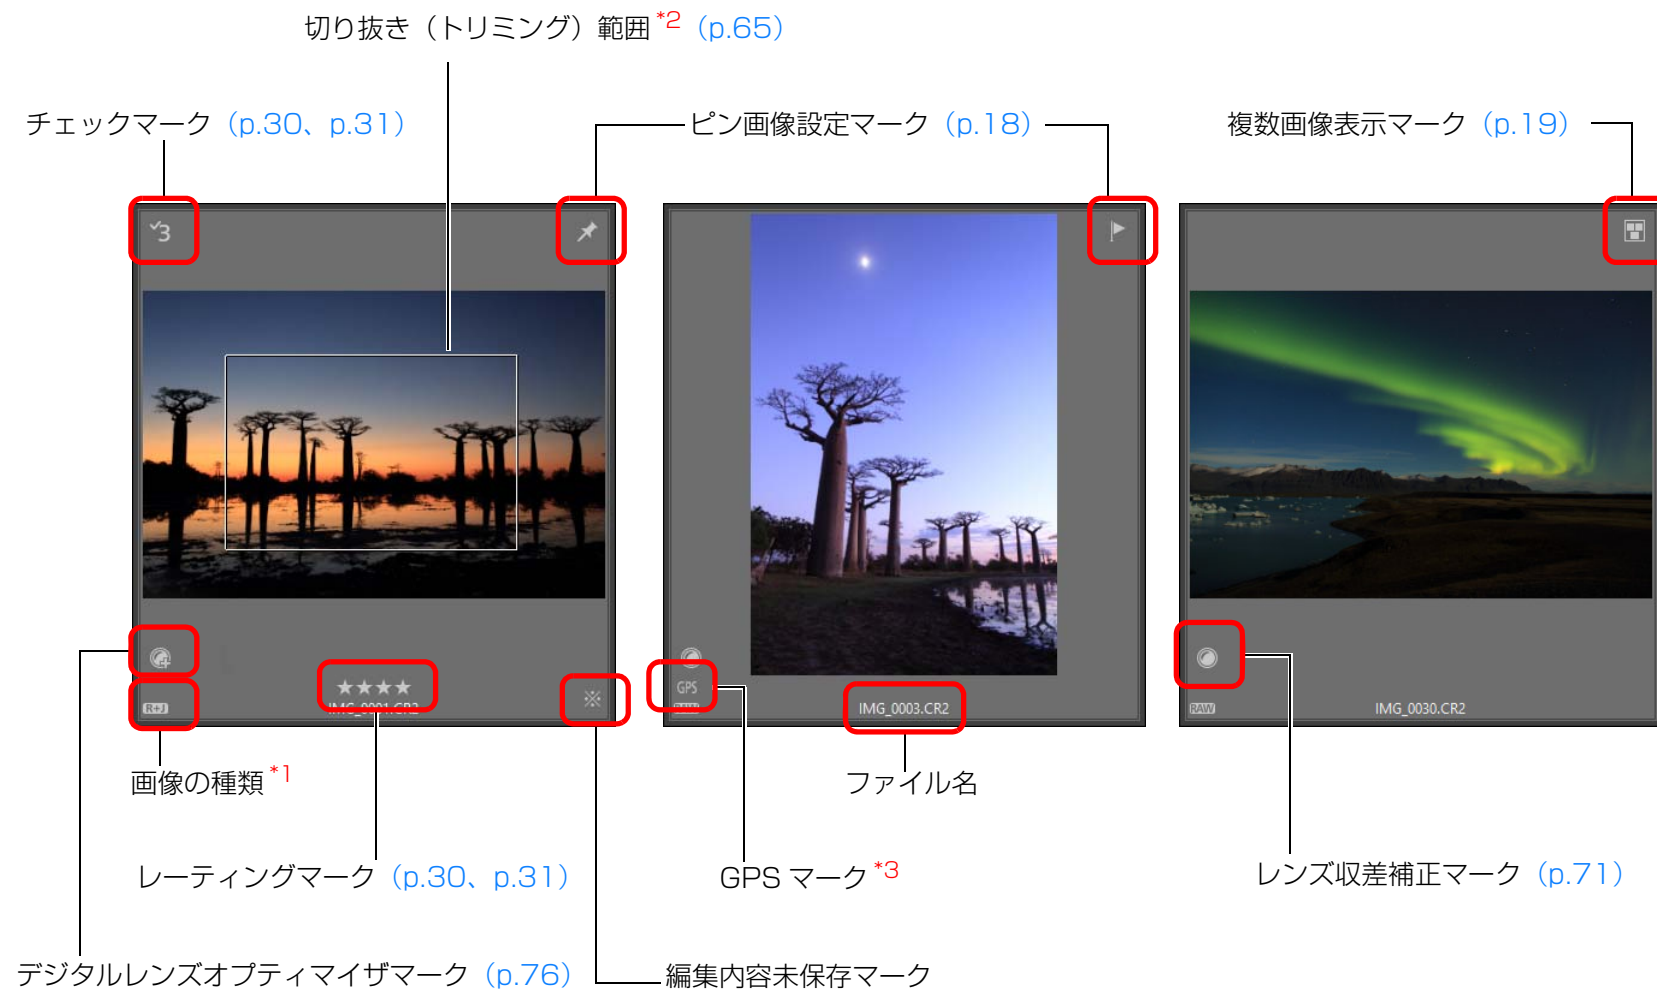 切り抜き（トリミング）範囲*2（p.65）
チェックマーク（p.30、p.31）
ピン画像設定マーク（p.18）
複数画像表示マーク（p.19）
3
GPS
R+J
★★★★
※
IMG_0001.CR2
RAW
IMG_0003.CR2
RAW
IMG_0030.CR2
画像の種類*1
ファイル名
レーティングマーク（p.30、p.31）
GPS マーク*3
レンズ収差補正マーク（p.71）
デジタルレンズオプティマイザマーク（p.76）
編集内容未保存マーク